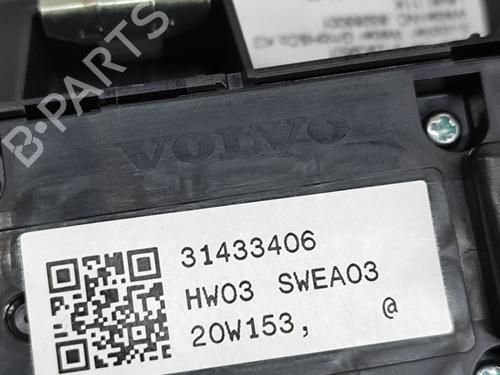 B-PARTS
VOLVO
31433406
HW03 SWEA03
20W153, @